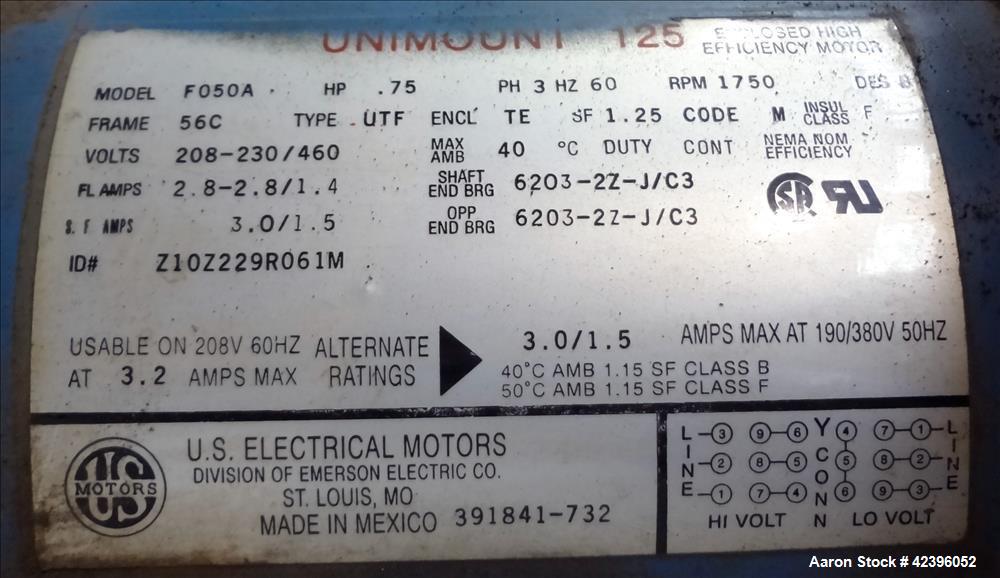 UNIMOUNT 125 ENCLOSED HIGH
EFFICIENCY MOTOR
MODEL F050A HP .75 PH 3 HZ 60 RPM 1750 DES B
FRAME 56C TYPE UTF ENCL TE SF 1.25 CODE M INSUL CLASS F
VOLTS 208-230/460 MAX AMB 40 °C DUTY CONT NEMA NOM EFFICIENCY
FL AMPS 2.8-2.8/1.4 SHAFT END BRG 6203-2Z-J/C3
S.F AMPS 3.0/1.5 OPP END BRG 6203-2Z-J/C3
SA UR
ID# Z10Z229R061M
USABLE ON 208V 60HZ
AT 3.2 AMPS MAX
ALTERNATE
RATINGS
3.0/1.5 AMPS MAX AT 190/380V 50HZ
40°C AMB 1.15 SF CLASS B
50°C AMB 1.15 SF CLASS F
US
MOTORS
U.S. ELECTRICAL MOTORS
DIVISION OF EMERSON ELECTRIC CO.
ST. LOUIS, MO
MADE IN MEXICO 391841-732
LINE
3 9 6
2 8 5
1 7 4
HI VOLT
Y CONN
4 7 1
5 8 2
6 9 3
LINE
LO VOLT
Aaron Stock # 42396052